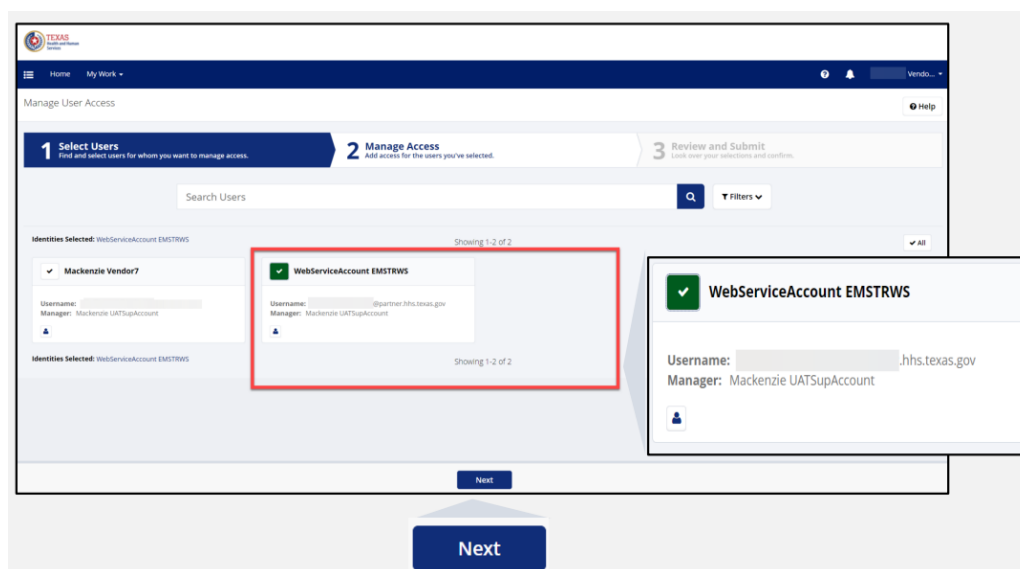 TEXAS
Health and Human
Services
Home My Work
Vendo...
Manage User Access
Help
1 Select Users
Find and select users for whom you want to manage access.
2 Manage Access
Add access for the users you've selected.
3 Review and Submit
Look over your selections and confirm.
Search Users
Filters
Identities Selected: WebServiceAccount EMSTRWS
Showing 1-2 of 2
All
Mackenzie Vendor7
Username:
Manager: Mackenzie UATSupAccount
WebServiceAccount EMSTRWS
Username: @partner.hhs.texas.gov
Manager: Mackenzie UATSupAccount
Identities Selected: WebServiceAccount EMSTRWS
Showing 1-2 of 2
WebServiceAccount EMSTRWS
Username: .hhs.texas.gov
Manager: Mackenzie UATSupAccount
Next
Next